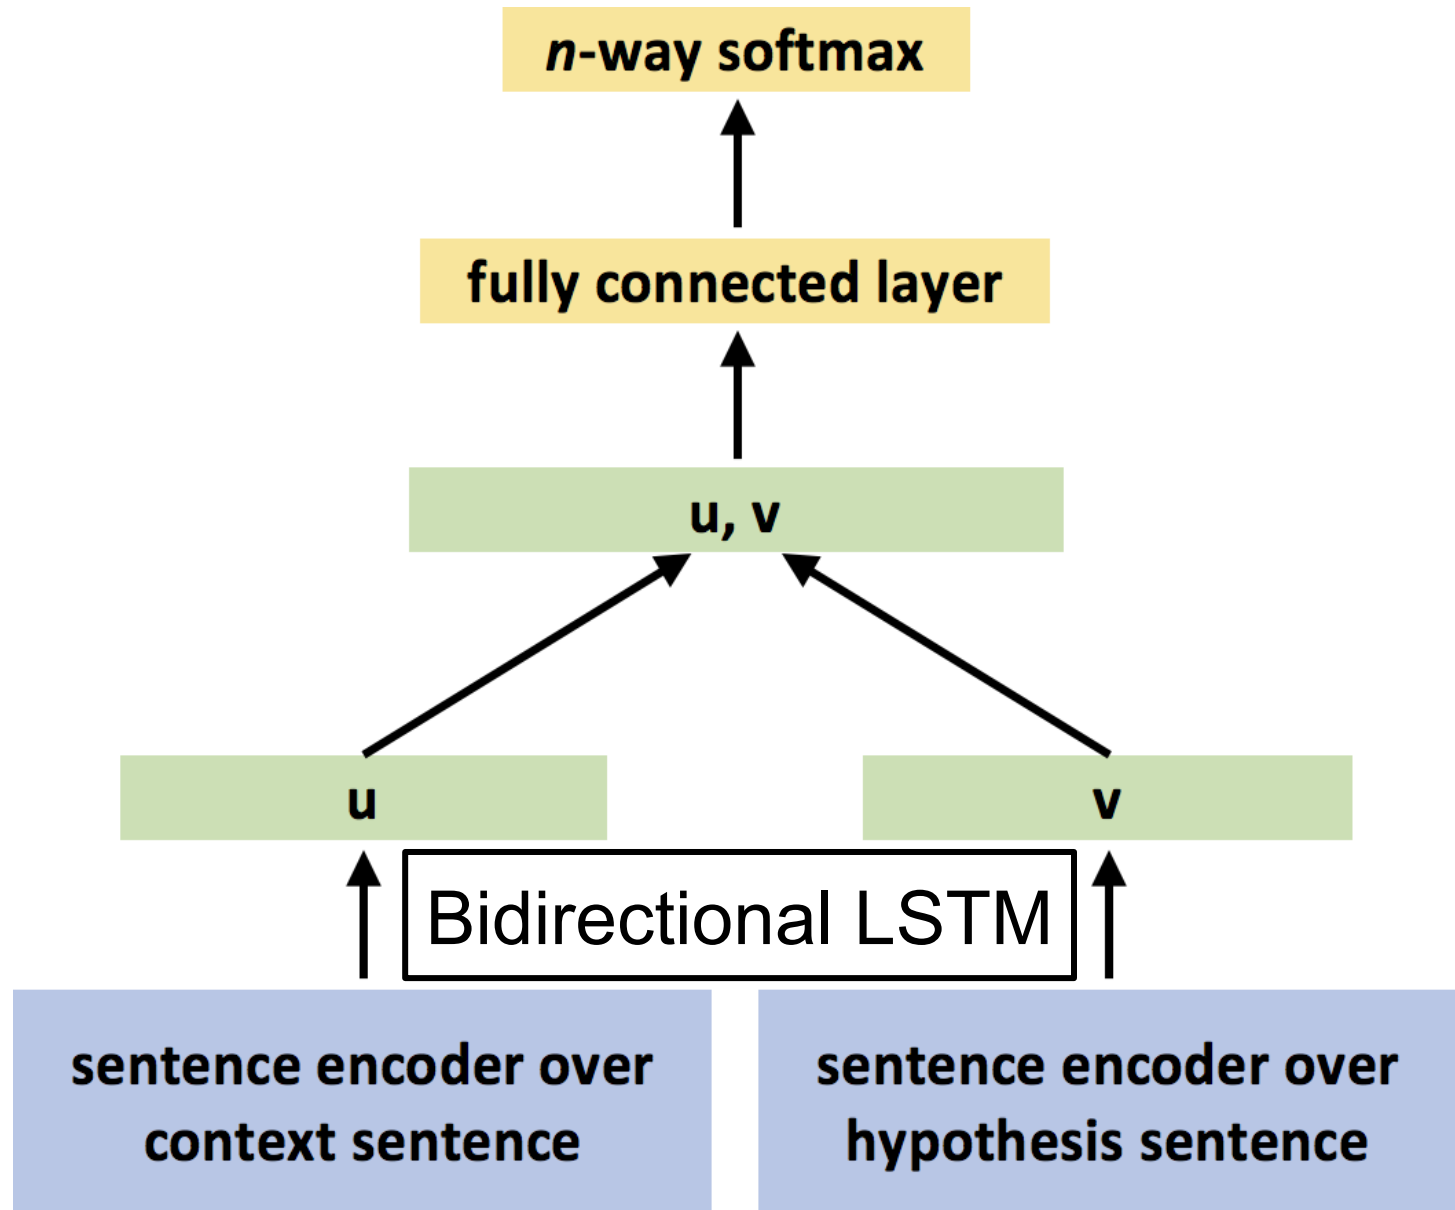 n-way softmax
fully connected layer
u, v
u
v
Bidirectional LSTM
sentence encoder over
context sentence
sentence encoder over
hypothesis sentence